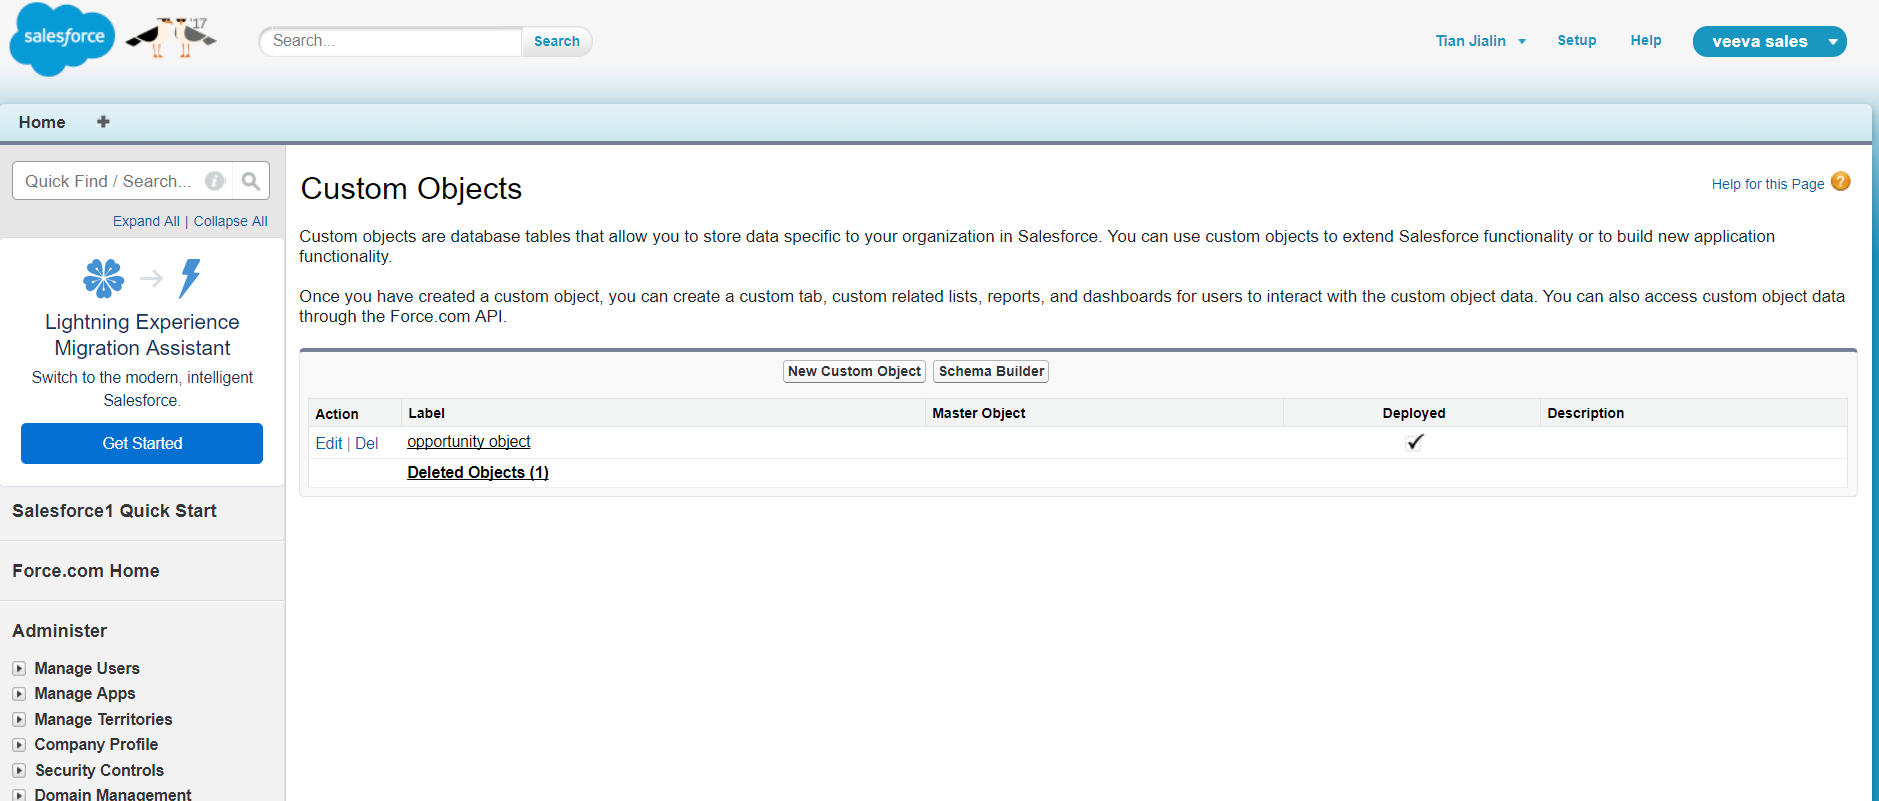 salesforce
'17
Search...
Search
Tian Jialin
Setup
Help
veeva sales
Home
Quick Find / Search...
Expand All | Collapse All
Lightning Experience
Migration Assistant
Switch to the modern, intelligent
Salesforce.
Get Started
Salesforce1 Quick Start
Force.com Home
Administer
Manage Users
Manage Apps
Manage Territories
Company Profile
Security Controls
Domain Management
Custom Objects
Help for this Page ?
Custom objects are database tables that allow you to store data specific to your organization in Salesforce. You can use custom objects to extend Salesforce functionality or to build new application
functionality.
Once you have created a custom object, you can create a custom tab, custom related lists, reports, and dashboards for users to interact with the custom object data. You can also access custom object data
through the Force.com API.
New Custom Object Schema Builder
Action Label Master Object Deployed Description
Edit | Del opportunity object
Deleted Objects (1)